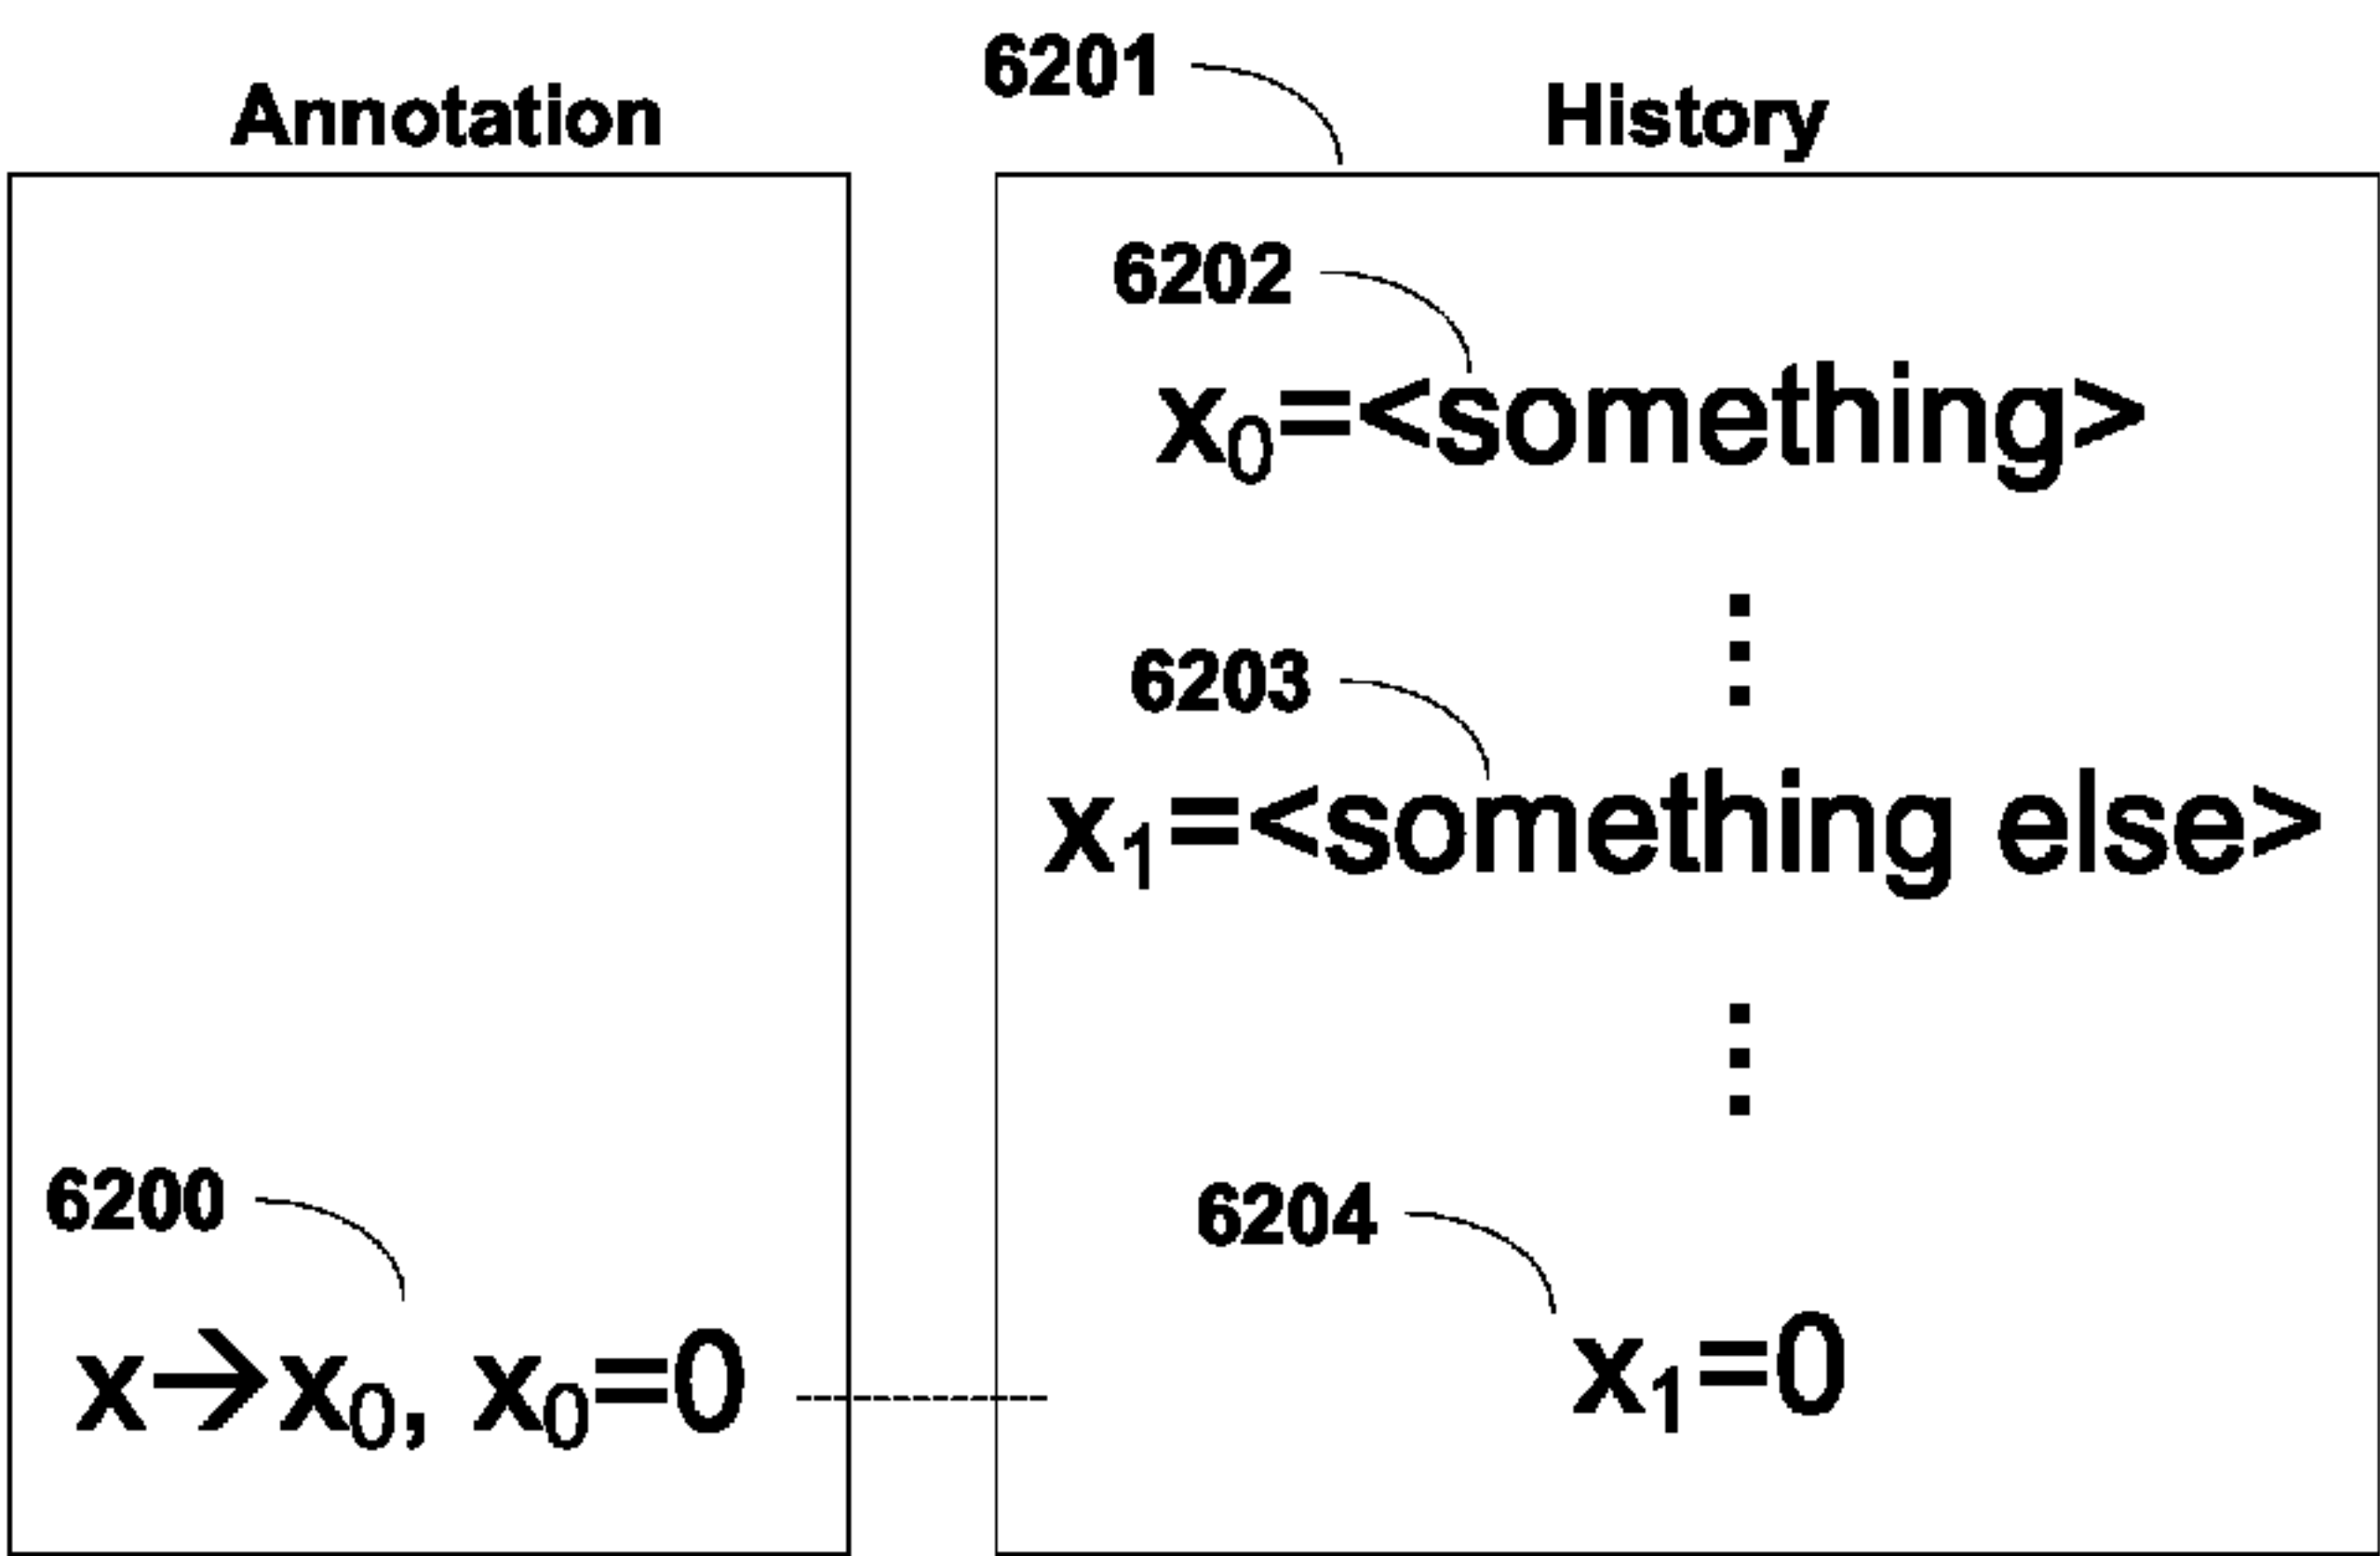 6201
Annotation
History
6202
x₀=<something>
6203
x₁=<something else>
6200
6204
x→x₀, x₀=0
x₁=0